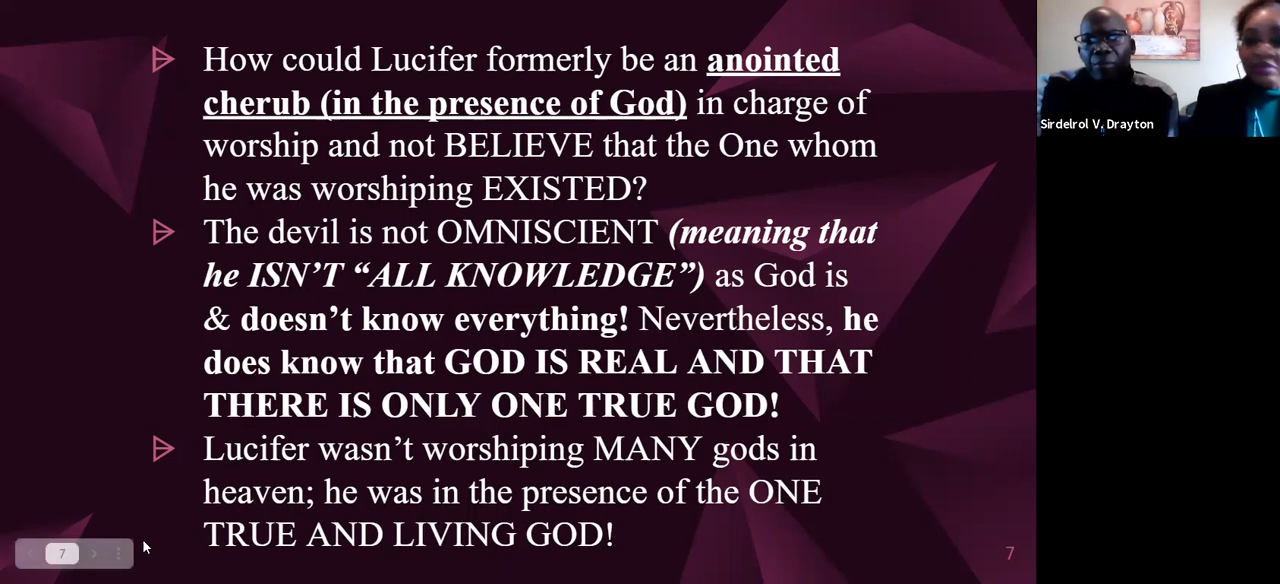 How could Lucifer formerly be an anointed
cherub (in the presence of God) in charge of
worship and not BELIEVE that the One whom
he was worshiping EXISTED?
The devil is not OMNISCIENT (meaning that
he ISN’T “ALL KNOWLEDGE”) as God is
& doesn’t know everything! Nevertheless, he
does know that GOD IS REAL AND THAT
THERE IS ONLY ONE TRUE GOD!
Lucifer wasn’t worshiping MANY gods in
heaven; he was in the presence of the ONE
TRUE AND LIVING GOD!
7
7
Sirdelrol V. Drayton